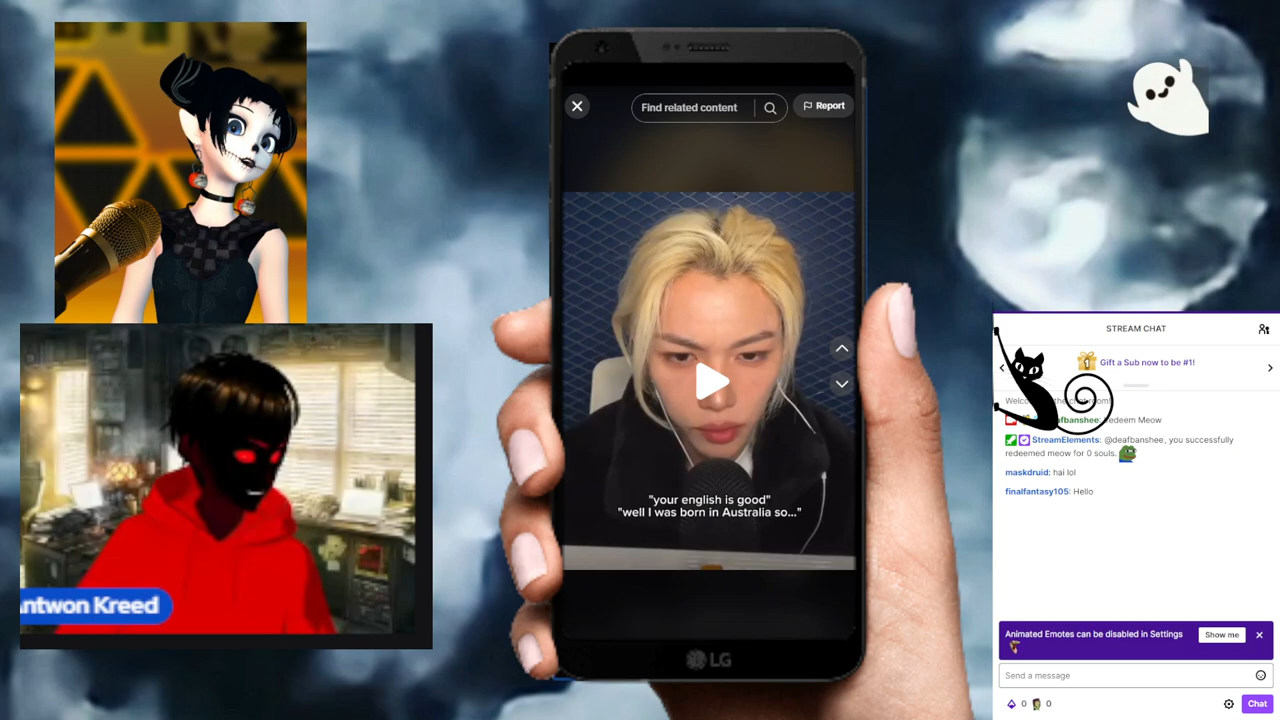 Find related content
Report
"your english is good"
"well I was born in Australia so..."
LG
ntwon Kreed
STREAM CHAT
Gift a Sub now to be #1!
deemed Meow
StreamElements: @deafbanshee, you successfully
redeemed meow for 0 souls.
maskdruid: hai lol
finalfantasy105: Hello
Animated Emotes can be disabled in Settings
Show me
Send a message
0 0
Chat